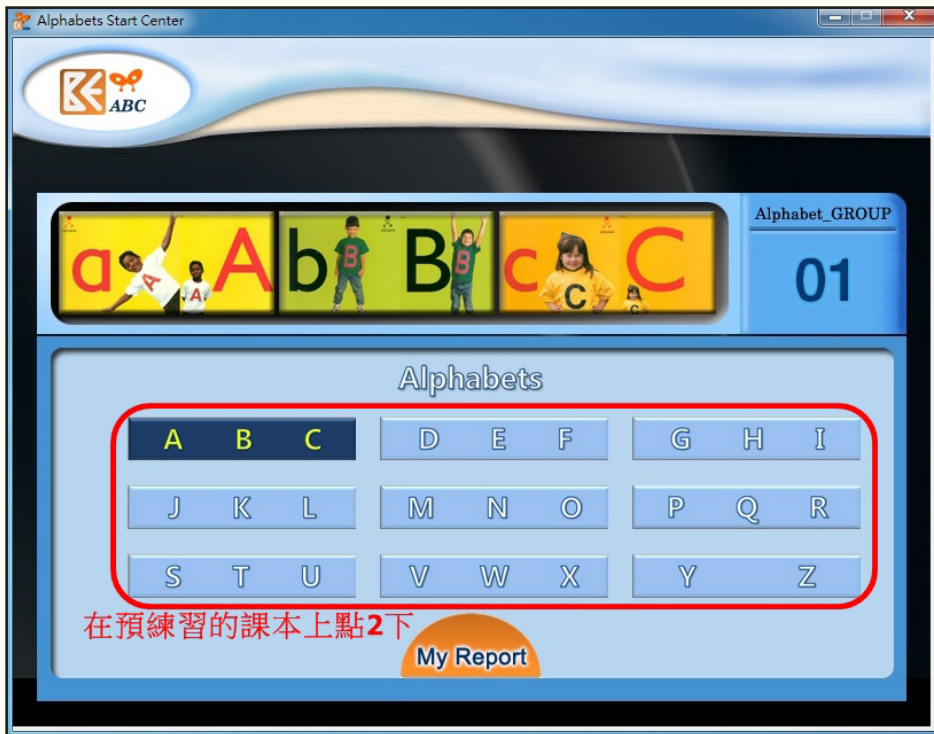 Alphabets Start Center
KE
ABC
a A b B c C
A A B B C C
Alphabet_GROUP
01
Alphabets
A B C D E F G H I
J K L M N O P Q R
S T U V W X Y Z
在預練習的課本上點2下
My Report